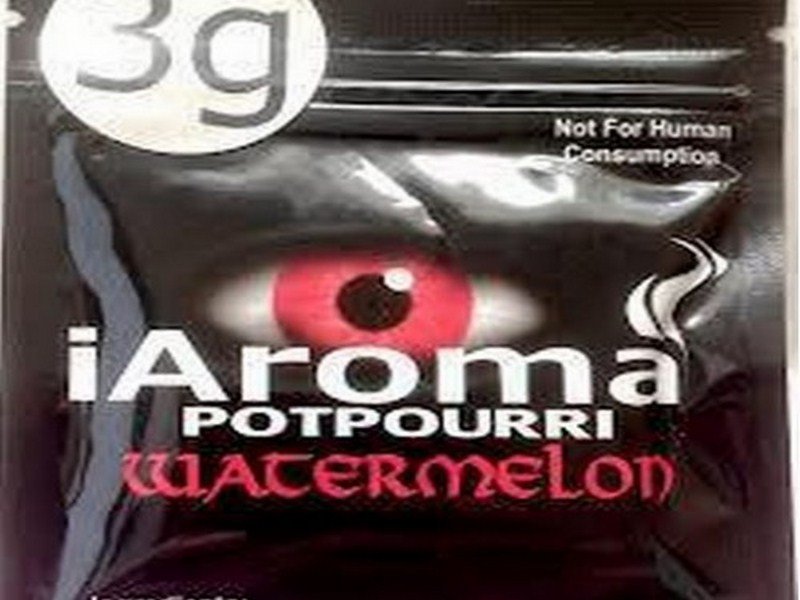 3g
Not For Human
Consumption
iAroma
POTPOURRI
WATERMELON